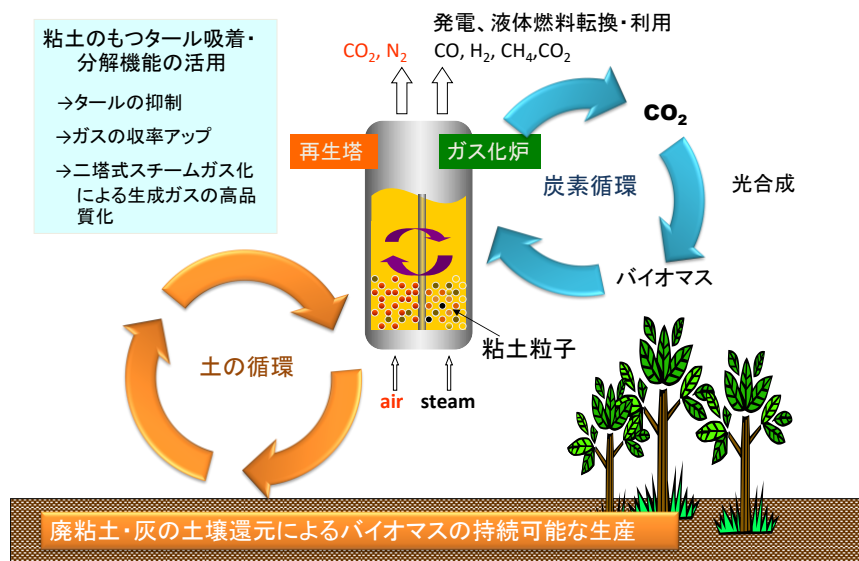 粘土のもつタール吸着・
分解機能の活用
→タールの抑制
→ガスの収率アップ
→二塔式スチームガス化
による生成ガスの高品
質化
発電、液体燃料転換・利用
CO₂, N₂
CO, H₂, CH₄,CO₂
再生塔
ガス化炉
CO₂
炭素循環
光合成
バイオマス
粘土粒子
土の循環
air
steam
廃粘土・灰の土壌還元によるバイオマスの持続可能な生産